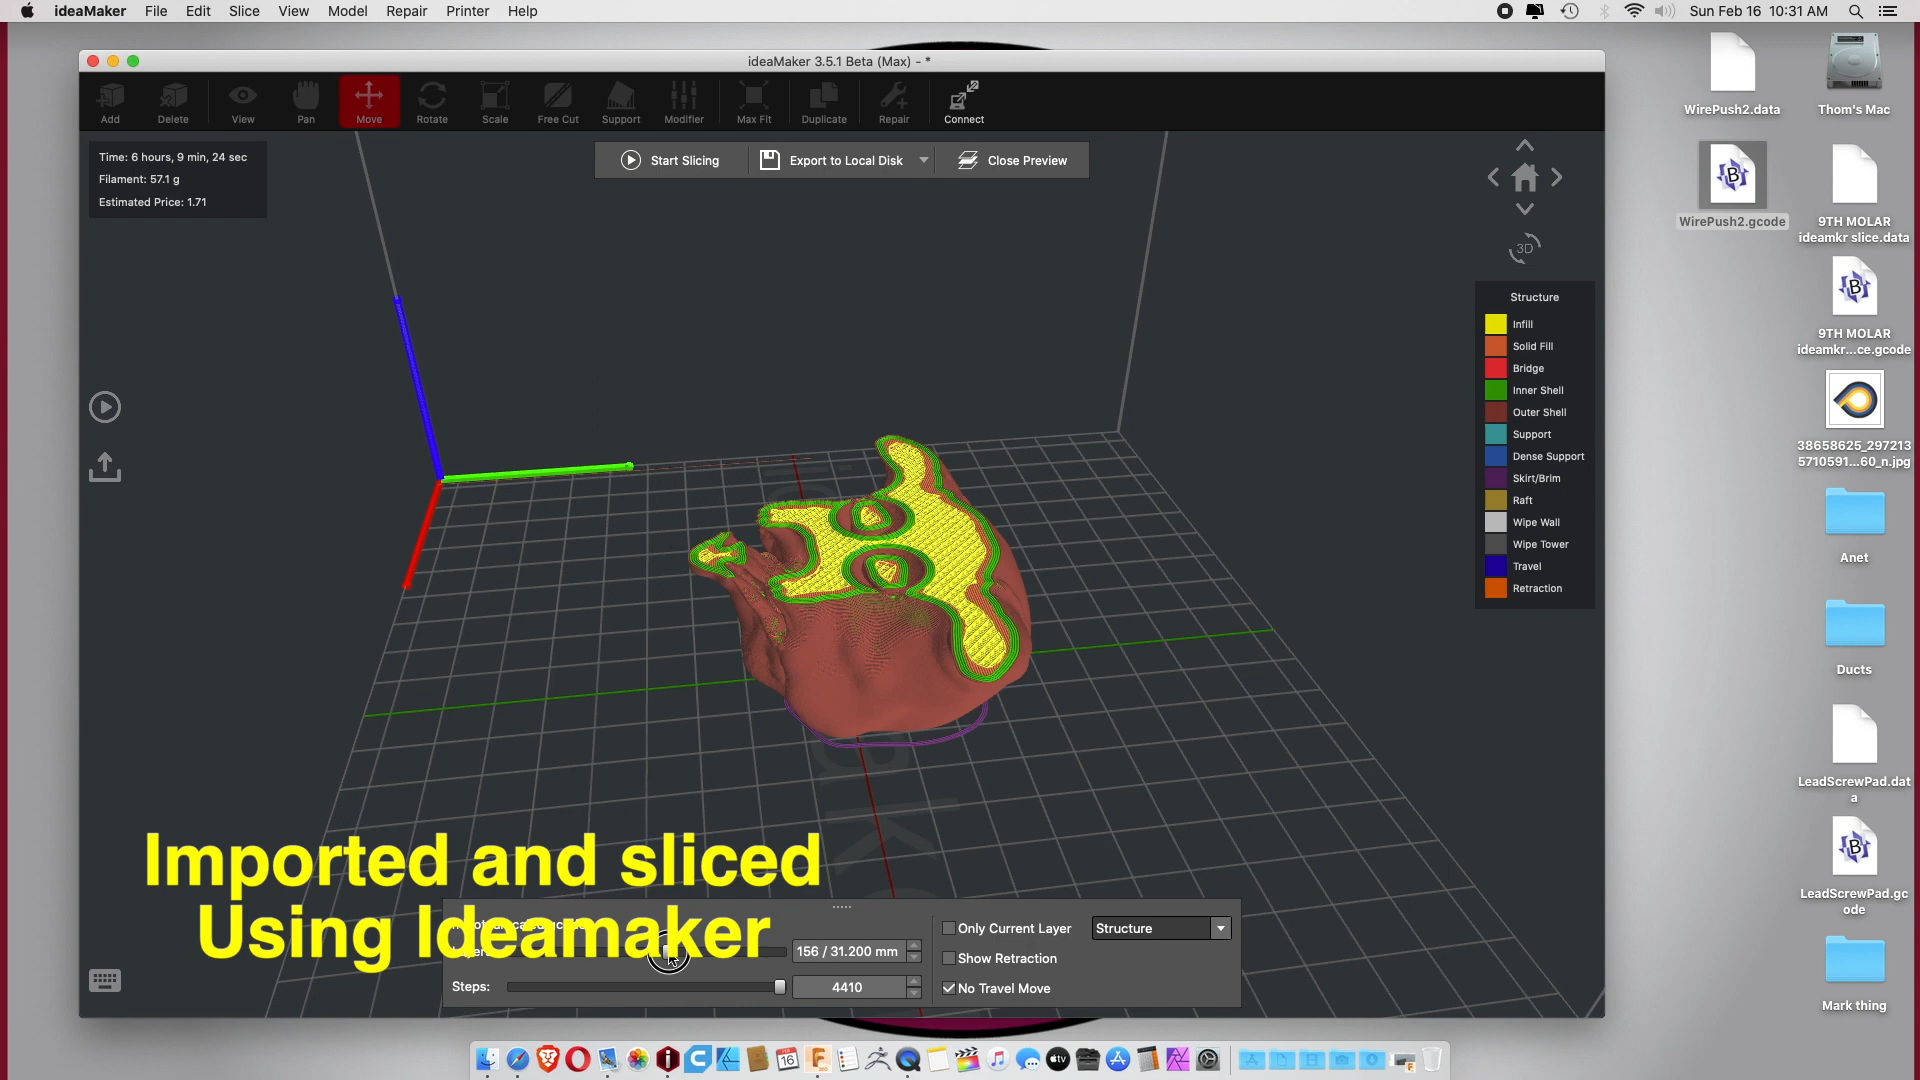 ideaMaker File Edit Slice View Model Repair Printer Help
Sun Feb 16 10:31 AM
ideaMaker 3.5.1 Beta (Max) - *
Add Delete View Pan Move Rotate Scale Free Cut Support Modifier Max Fit Duplicate Repair Connect
Time: 6 hours, 9 min, 24 sec
Filament: 57.1 g
Estimated Price: 1.71
Start Slicing Export to Local Disk Close Preview
3D
Structure
Infill
Solid Fill
Bridge
Inner Shell
Outer Shell
Support
Dense Support
Skirt/Brim
Raft
Wipe Wall
Wipe Tower
Travel
Retraction
WirePush2.data
Thom's Mac
WirePush2.gcode
9TH MOLAR
ideamkr slice.data
9TH MOLAR
ideamkr...ce.gcode
38658625_297213
5710591...60_n.jpg
Anet
Ducts
LeadScrewPad.dat
a
LeadScrewPad.gc
ode
Mark thing
Imported and sliced
Using Ideamaker
156 / 31.200 mm
Steps: 4410
Only Current Layer
Structure
Show Retraction
No Travel Move